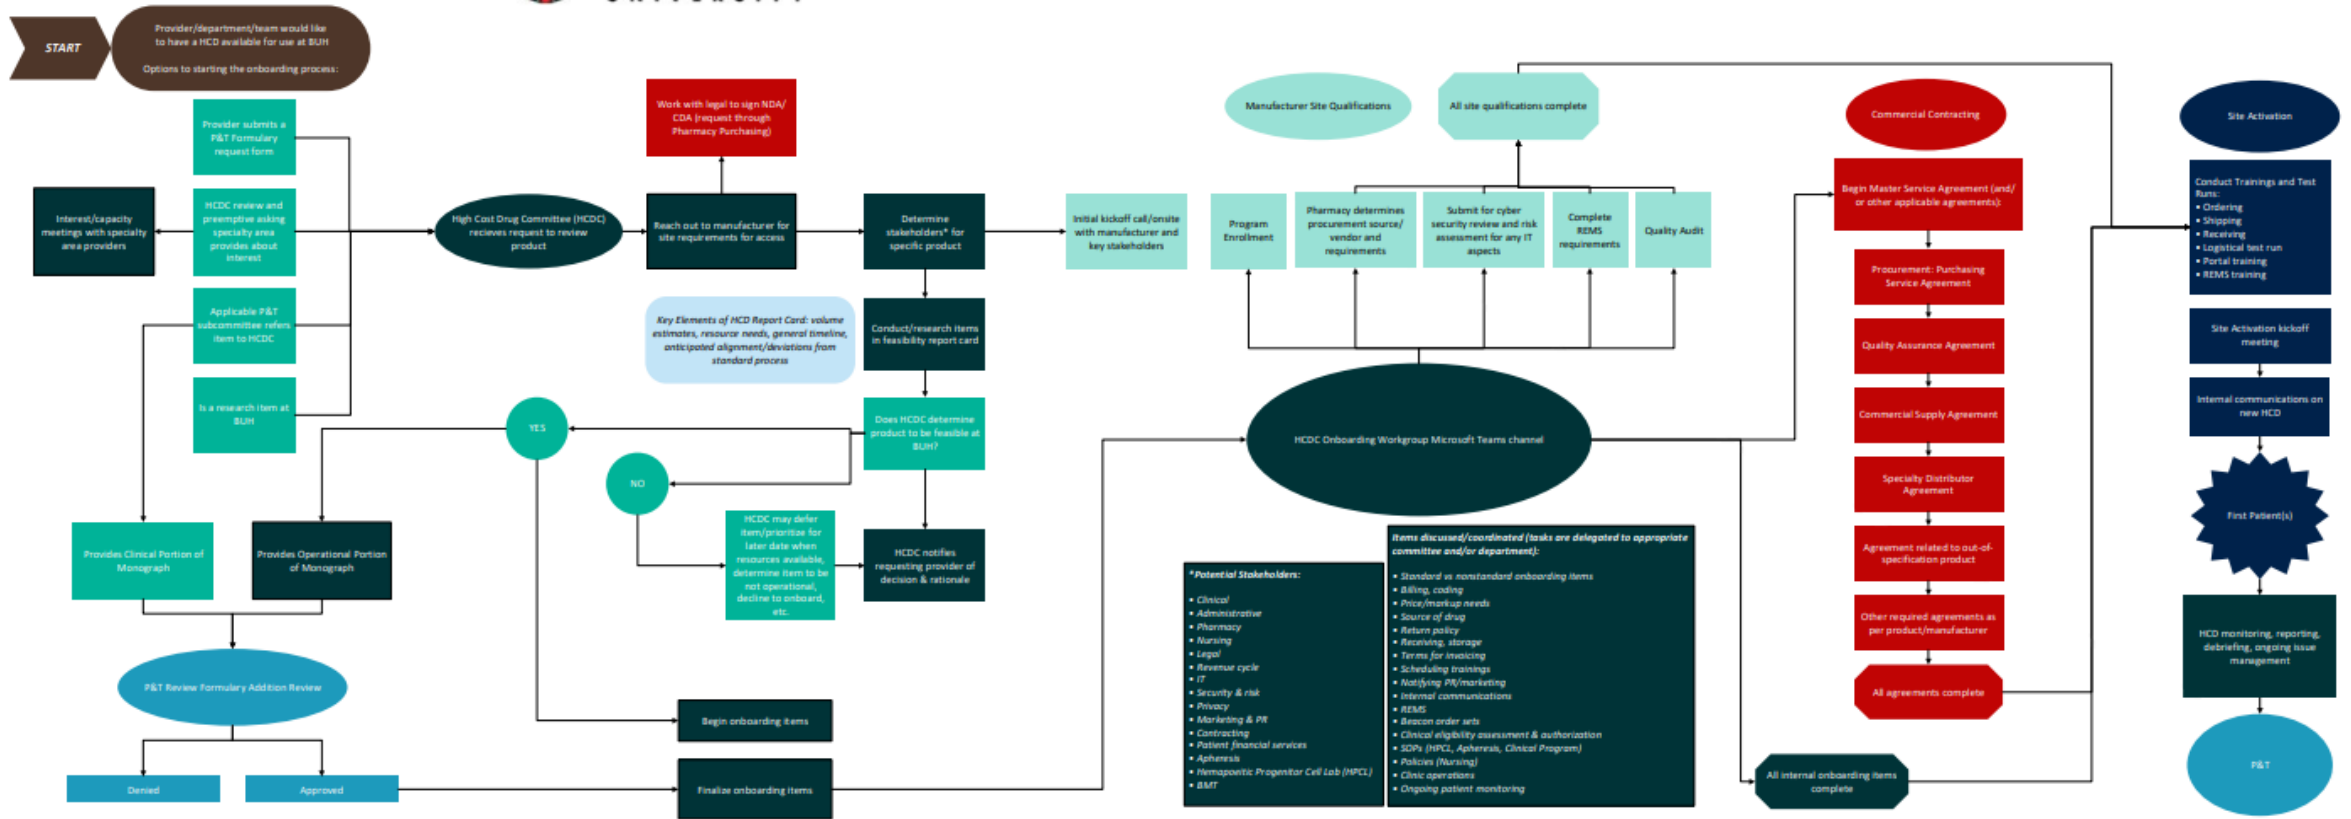 UNIVERSITY
START
Provider/department/team would like
to have a HCD available for use at BUH
Options to starting the onboarding process:
Provider submits a
P&T Formulary
request form
HCDC review and
preemptive asking
specialty area
provides about
interest
Interest/capacity
meetings with specialty
area providers
Applicable P&T
subcommittee refers
item to HCDC
Is a research item at
BUH
High Cost Drug Committee (HCDC)
recieves request to review
product
Work with legal to sign NDA/
CDA (request through
Pharmacy Purchasing)
Reach out to manufacturer for
site requirements for access
Determine
stakeholders* for
specific product
Initial kickoff call/onsite
with manufacturer and
key stakeholders
Key Elements of HCD Report Card: volume
estimates, resource needs, general timeline,
anticipated alignment/deviations from
standard process
Conduct/research items
in feasibility report card
Does HCDC determine
product to be feasible at
BUH?
YES
NO
HCDC may defer
item/prioritize for
later date when
resources available,
determine item to be
not operational,
decline to onboard,
etc.
HCDC notifies
requesting provider of
decision & rationale
Provides Clinical Portion of
Monograph
Provides Operational Portion
of Monograph
P&T Review Formulary Addition Review
Denied
Approved
Begin onboarding items
Finalize onboarding items
Manufacturer Site Qualifications
All site qualifications complete
Program
Enrollment
Pharmacy determines
procurement source/
vendor and
requirements
Submit for cyber
security review and risk
assessment for any IT
aspects
Complete
REMS
requirements
Quality Audit
HCDC Onboarding Workgroup Microsoft Teams channel
*Potential Stakeholders:
• Clinical
• Administrative
• Pharmacy
• Nursing
• Legal
• Revenue cycle
• IT
• Security & risk
• Privacy
• Marketing & PR
• Contracting
• Patient financial services
• Apheresis
• Hemapoeitic Progenitor Cell Lab (HPCL)
• BMT
Items discussed/coordinated (tasks are delegated to appropriate
committee and/or department):
• Standard vs nonstandard onboarding items
• Billing, coding
• Price/markup needs
• Source of drug
• Return policy
• Receiving, storage
• Terms for invoicing
• Scheduling trainings
• Notifying PR/marketing
• Internal communications
• REMS
• Beacon order sets
• Clinical eligibility assessment & authorization
• SOPs (HPCL, Apheresis, Clinical Program)
• Policies (Nursing)
• Clinic operations
• Ongoing patient monitoring
Commercial Contracting
Begin Master Service Agreement (and/
or other applicable agreements):
Procurement: Purchasing
Service Agreement
Quality Assurance Agreement
Commercial Supply Agreement
Specialty Distributor
Agreement
Agreement related to out-of-
specification product
Other required agreements as
per product/manufacturer
All agreements complete
All internal onboarding items
complete
Site Activation
Conduct Trainings and Test
Runs:
• Ordering
• Shipping
• Receiving
• Logistical test run
• Portal training
• REMS training
Site Activation kickoff
meeting
Internal communications on
new HCD
First Patient(s)
HCD monitoring, reporting,
debriefing, ongoing issue
management
P&T